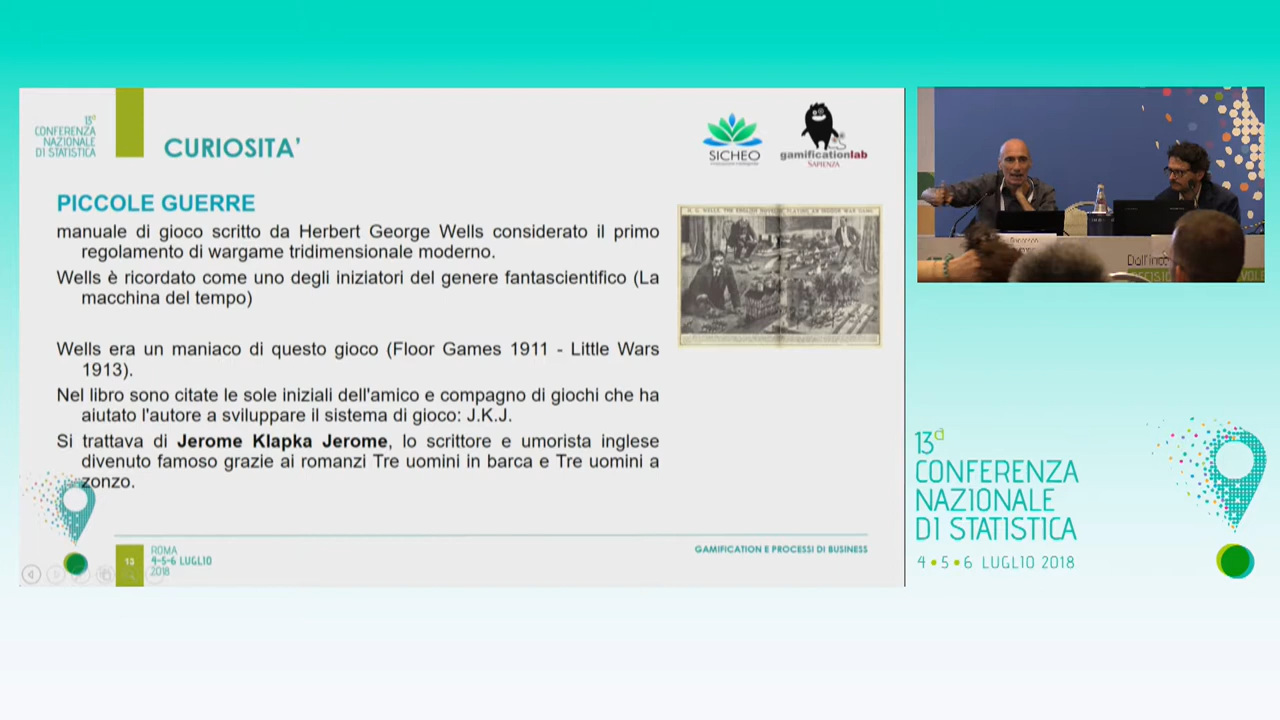 13ª
CONFERENZA
NAZIONALE
DI STATISTICA
CURIOSITA'
SICHEO
gamificationlab
SAPIENZA
PICCOLE GUERRE
manuale di gioco scritto da Herbert George Wells considerato il primo
regolamento di wargame tridimensionale moderno.
Wells è ricordato come uno degli iniziatori del genere fantascientifico (La
macchina del tempo)
Wells era un maniaco di questo gioco (Floor Games 1911 - Little Wars
1913).
Nel libro sono citate le sole iniziali dell'amico e compagno di giochi che ha
aiutato l'autore a sviluppare il sistema di gioco: J.K.J.
Si trattava di Jerome Klapka Jerome, lo scrittore e umorista inglese
divenuto famoso grazie ai romanzi Tre uomini in barca e Tre uomini a
zonzo.
13
ROMA
4-5-6 LUGLIO
2018
GAMIFICATION E PROCESSI DI BUSINESS
13ª
CONFERENZA
NAZIONALE
DI STATISTICA
4 • 5 • 6 LUGLIO 2018